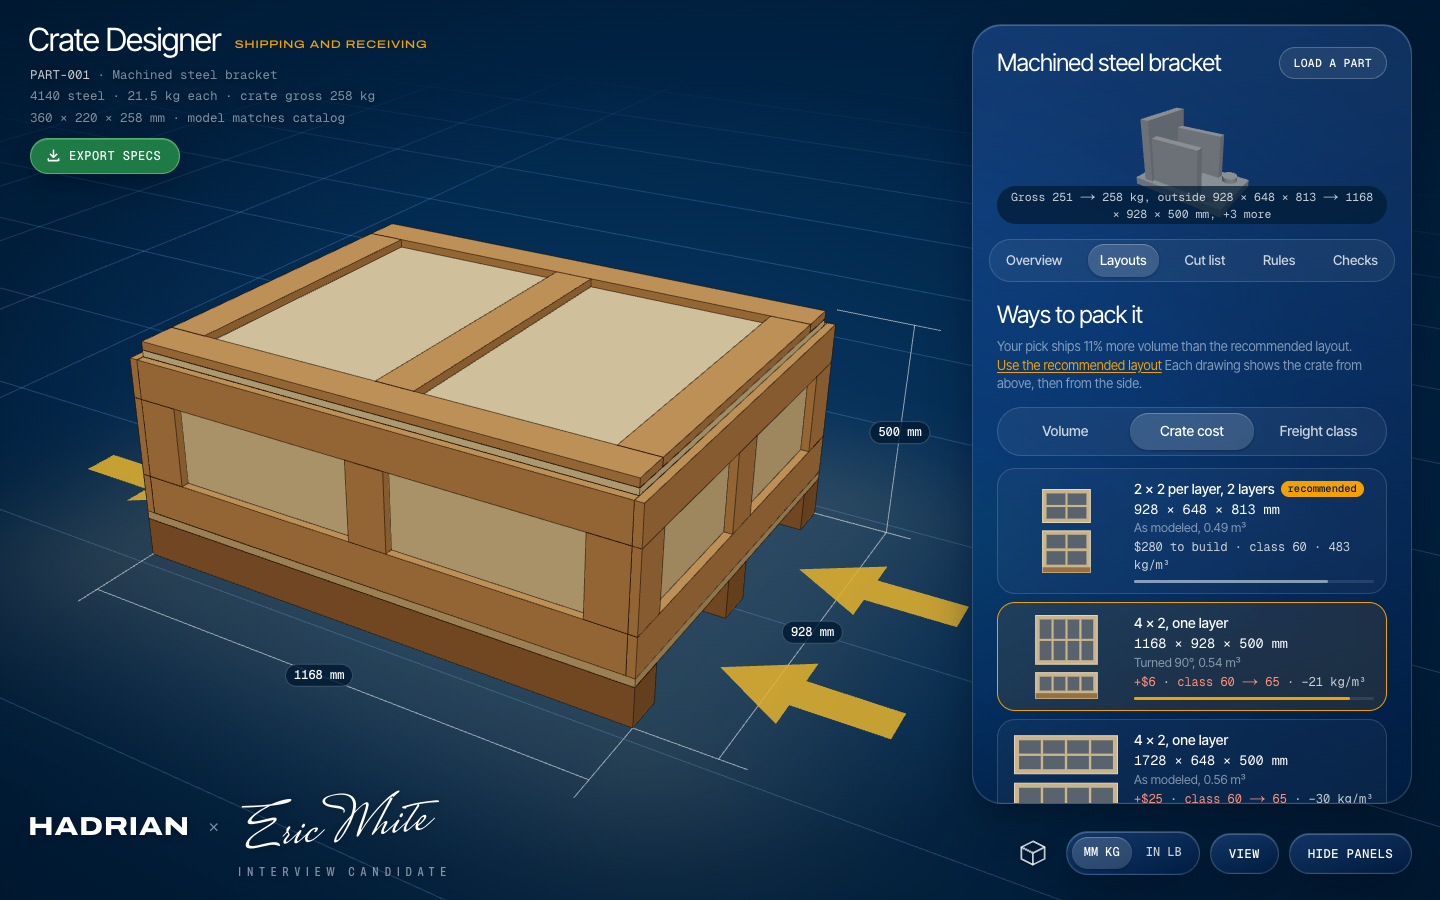 Crate Designer SHIPPING AND RECEIVING
PART-001 · Machined steel bracket
4140 steel · 21.5 kg each · crate gross 258 kg
360 × 220 × 258 mm · model matches catalog
EXPORT SPECS
500 mm
928 mm
1168 mm
HADRIAN × Eric White
INTERVIEW CANDIDATE
Machined steel bracket
LOAD A PART
Gross 251 → 258 kg, outside 928 × 648 × 813 → 1168
× 928 × 500 mm, +3 more
Overview Layouts Cut list Rules Checks
Ways to pack it
Your pick ships 11% more volume than the recommended layout.
Use the recommended layout Each drawing shows the crate from
above, then from the side.
Volume Crate cost Freight class
2 × 2 per layer, 2 layers recommended
928 × 648 × 813 mm
As modeled, 0.49 m³
$280 to build · class 60 · 483
kg/m³
4 × 2, one layer
1168 × 928 × 500 mm
Turned 90°, 0.54 m³
+$6 · class 60 → 65 · −21 kg/m³
4 × 2, one layer
1728 × 648 × 500 mm
As modeled, 0.56 m³
+$25 · class 60 → 65 · −30 kg/m³
MM KG IN LB VIEW HIDE PANELS